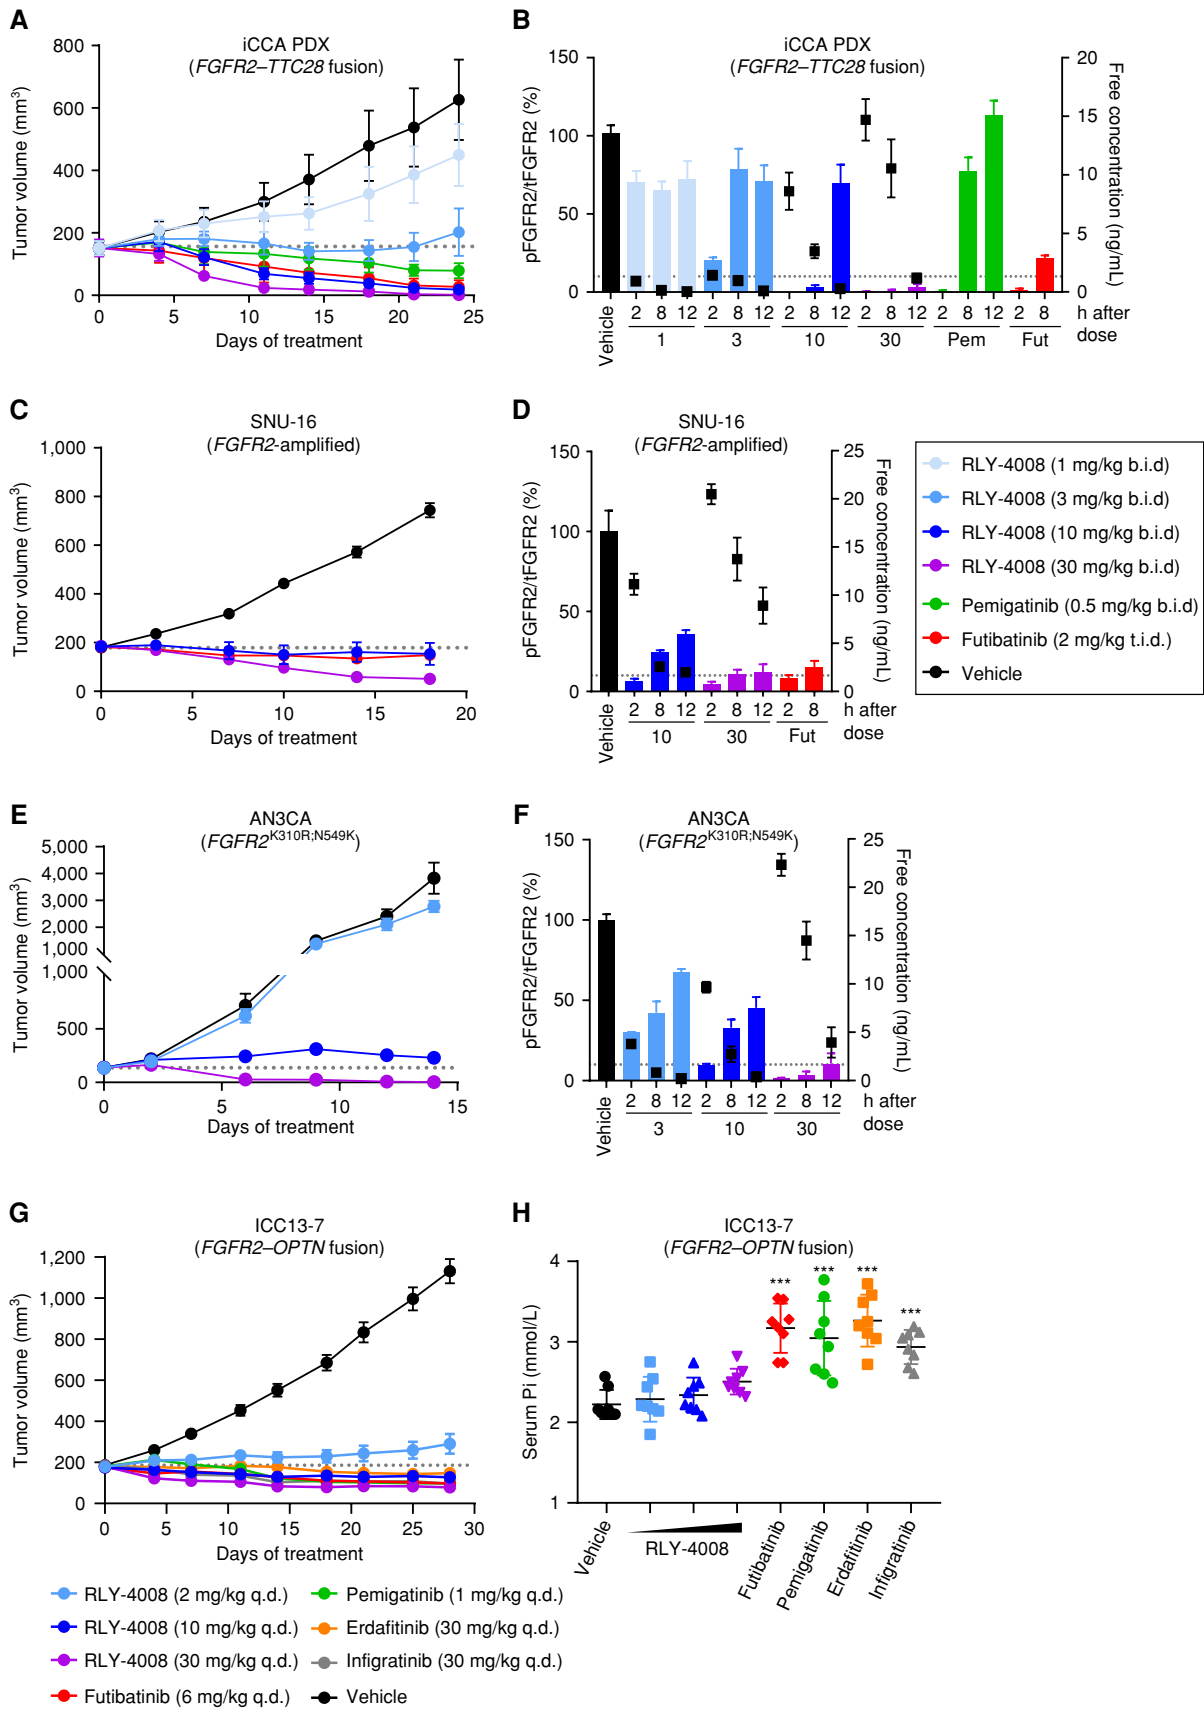 A
iCCA PDX
(FGFR2–TTC28 fusion)
Tumor volume (mm³)
800
600
400
200
0
0 5 10 15 20 25
Days of treatment
B
iCCA PDX
(FGFR2–TTC28 fusion)
pFGFR2/tFGFR2 (%)
150
100
50
0
20
15
10
5
0
Free concentration (ng/mL)
Vehicle
2 8 12 2 8 12 2 8 12 2 8 12 2 8 12 2 8
h after
dose
1 3 10 30 Pem Fut
C
SNU-16
(FGFR2-amplified)
Tumor volume (mm³)
1,000
800
600
400
200
0
0 5 10 15 20
Days of treatment
D
SNU-16
(FGFR2-amplified)
pFGFR2/tFGFR2 (%)
150
100
50
0
25
20
15
10
5
0
Free concentration (ng/mL)
Vehicle
2 8 12 2 8 12 2 8
h after
dose
10 30 Fut
RLY-4008 (1 mg/kg b.i.d)
RLY-4008 (3 mg/kg b.i.d)
RLY-4008 (10 mg/kg b.i.d)
RLY-4008 (30 mg/kg b.i.d)
Pemigatinib (0.5 mg/kg b.i.d)
Futibatinib (2 mg/kg t.i.d.)
Vehicle
E
AN3CA
(FGFR2K310R;N549K)
Tumor volume (mm³)
5,000
4,000
3,000
2,000
1,000
1,000
500
0
0 5 10 15
Days of treatment
F
AN3CA
(FGFR2K310R;N549K)
pFGFR2/tFGFR2 (%)
150
100
50
0
25
20
15
10
5
0
Free concentration (ng/mL)
Vehicle
2 8 12 2 8 12 2 8 12
h after
dose
3 10 30
G
ICC13-7
(FGFR2–OPTN fusion)
Tumor volume (mm³)
1,200
1,000
800
600
400
200
0
0 5 10 15 20 25 30
Days of treatment
RLY-4008 (2 mg/kg q.d.)
RLY-4008 (10 mg/kg q.d.)
RLY-4008 (30 mg/kg q.d.)
Futibatinib (6 mg/kg q.d.)
Pemigatinib (1 mg/kg q.d.)
Erdafitinib (30 mg/kg q.d.)
Infigratinib (30 mg/kg q.d.)
Vehicle
H
ICC13-7
(FGFR2–OPTN fusion)
Serum Pi (mmol/L)
4
3
2
1
*** *** *** ***
Vehicle
RLY-4008
Futibatinib
Pemigatinib
Erdafitinib
Infigratinib